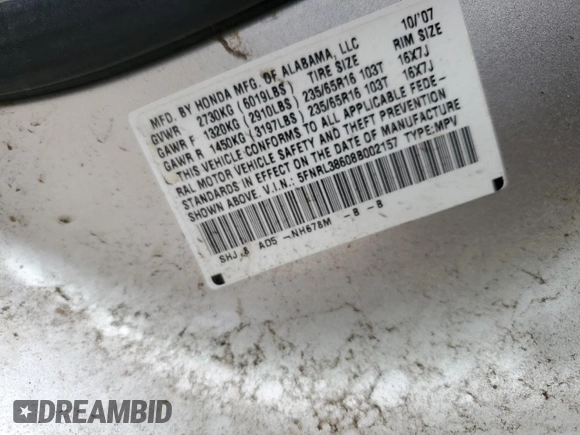 MFD. BY HONDA MFG. OF ALABAMA, LLC 10/'07
GVWR 2730KG (6019LBS) TIRE SIZE RIM SIZE
GAWR F 1320KG (2910LBS) 235/65R16 103T 16X7J
GAWR R 1450KG (3197LBS) 235/65R16 103T 16X7J
THIS VEHICLE CONFORMS TO ALL APPLICABLE FEDE-
RAL MOTOR VEHICLE SAFETY AND THEFT PREVENTION
STANDARDS IN EFFECT ON THE DATE OF MANUFACTURE
SHOWN ABOVE. V.I.N.: 5FNRL38608B002157 TYPE:MPV
SHJ 8 AD5 -NH678M -B -B
DREAMBID